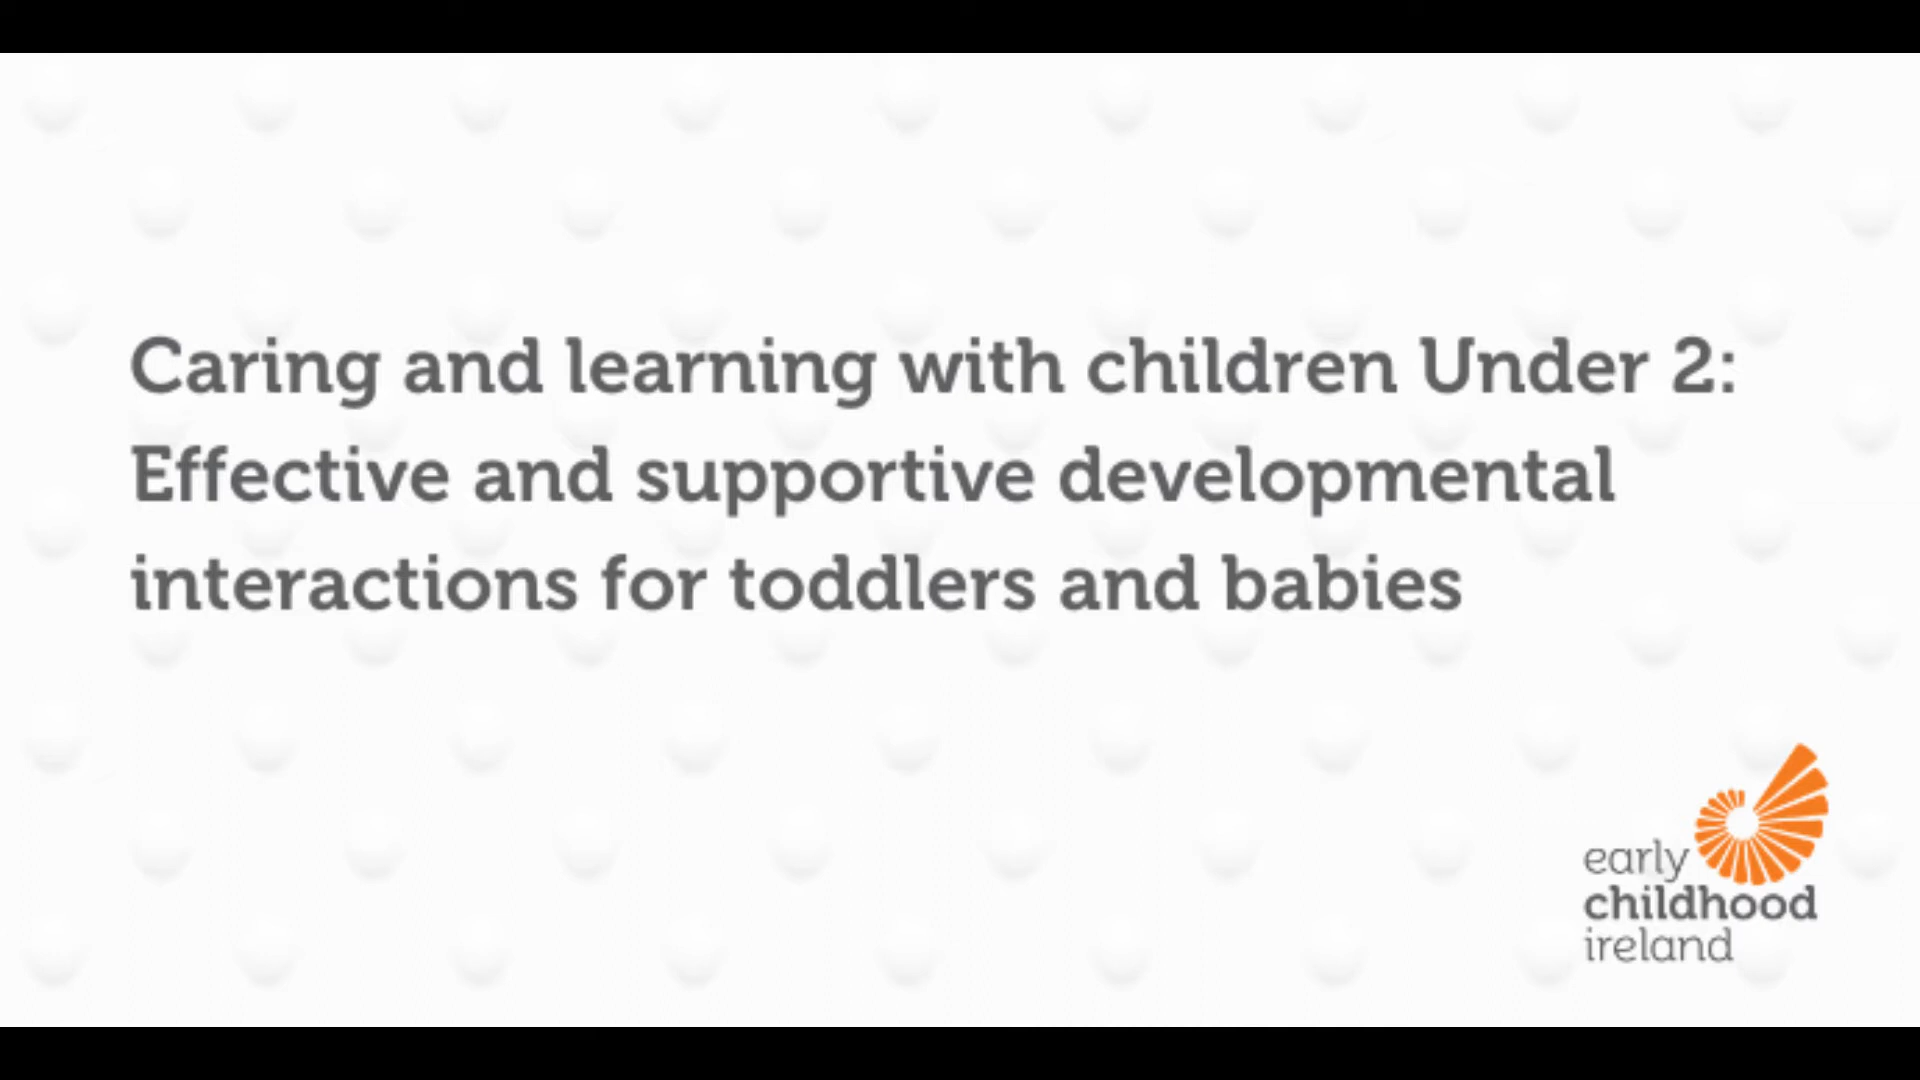 Caring and learning with children Under 2:
Effective and supportive developmental
interactions for toddlers and babies
early
childhood
ireland